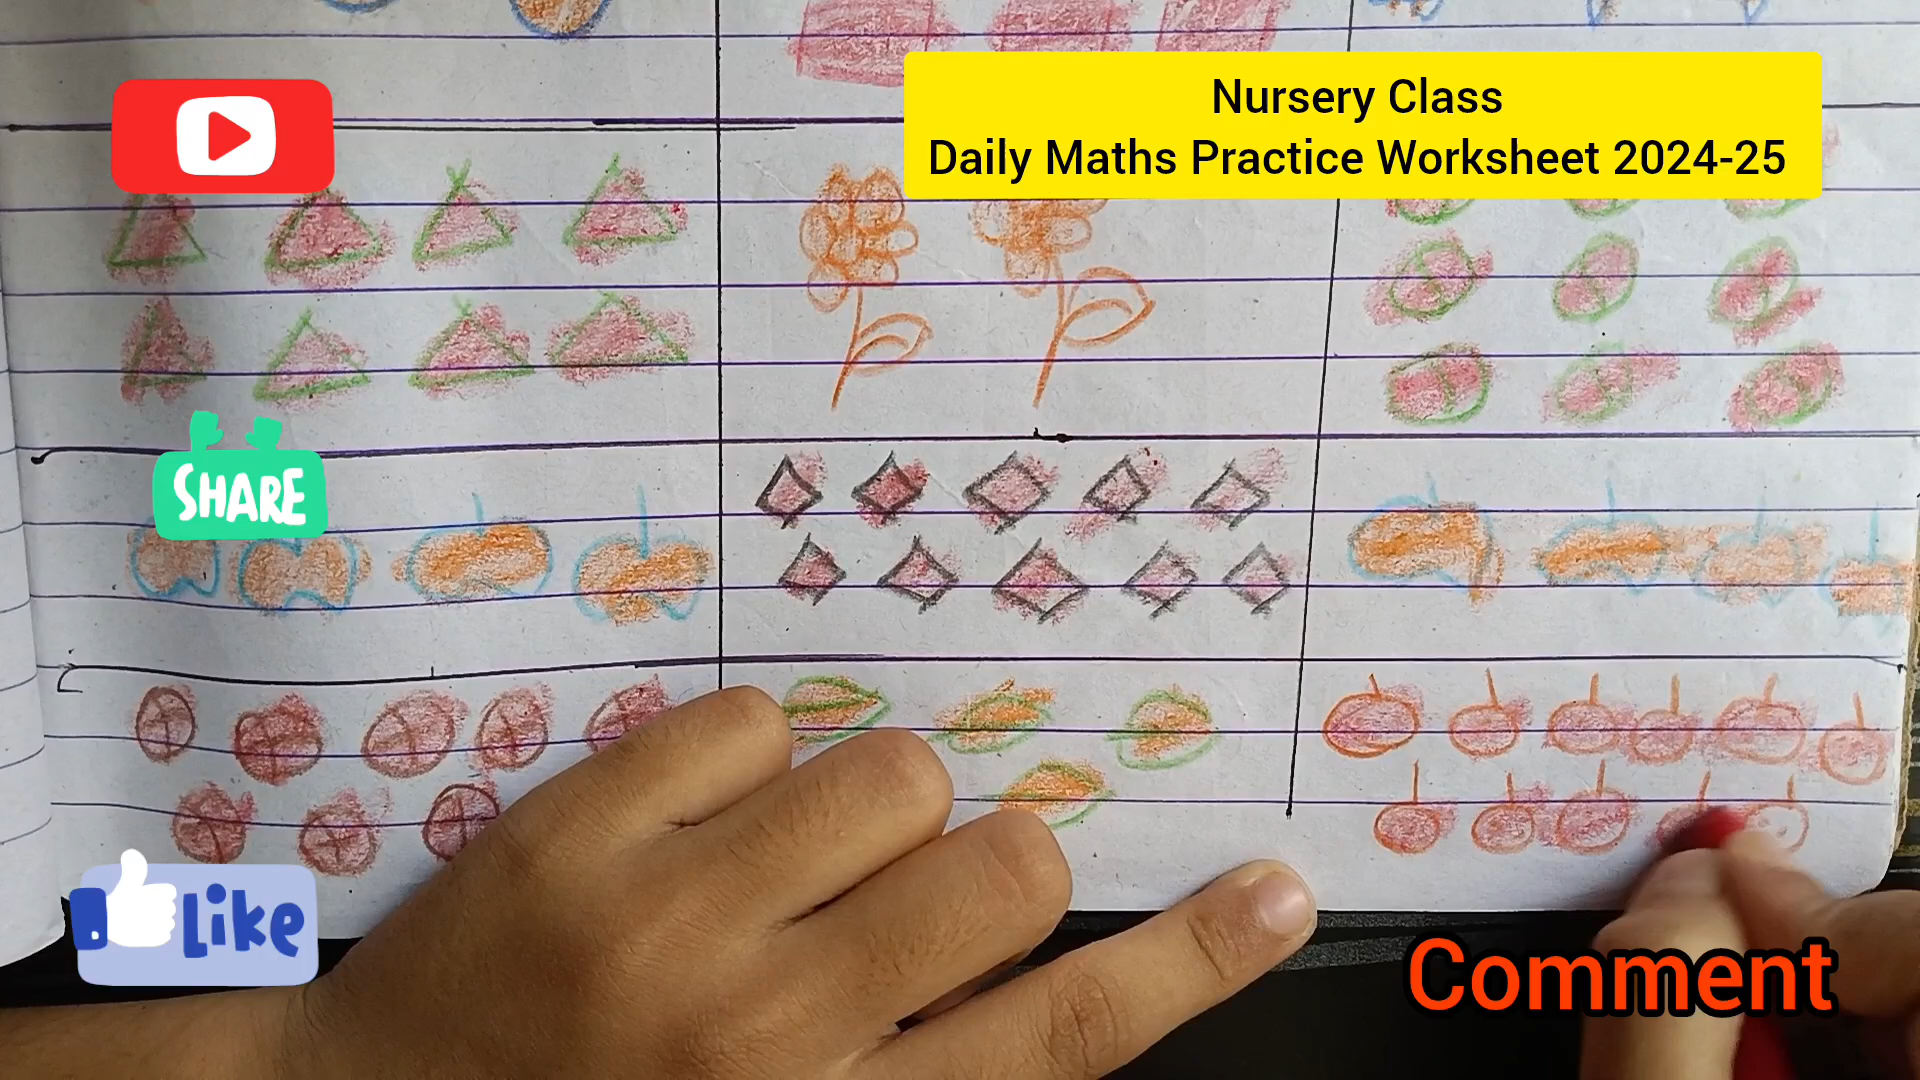 Nursery Class
Daily Maths Practice Worksheet 2024-25
SHARE
Like
Comment